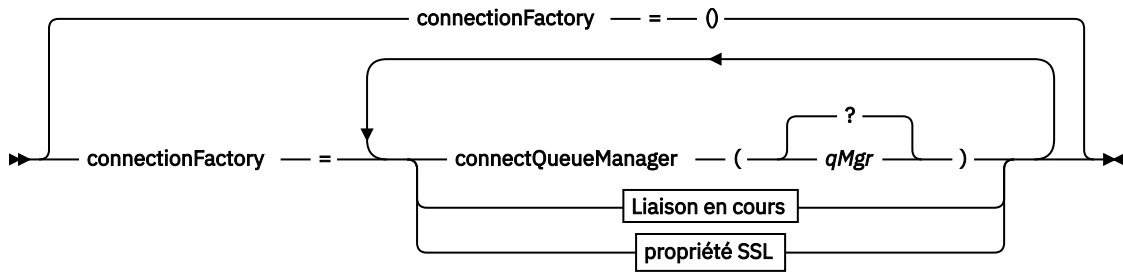 connectionFactory = ()
?
connectionFactory = connectQueueManager ( qMgr )
Liaison en cours
propriété SSL